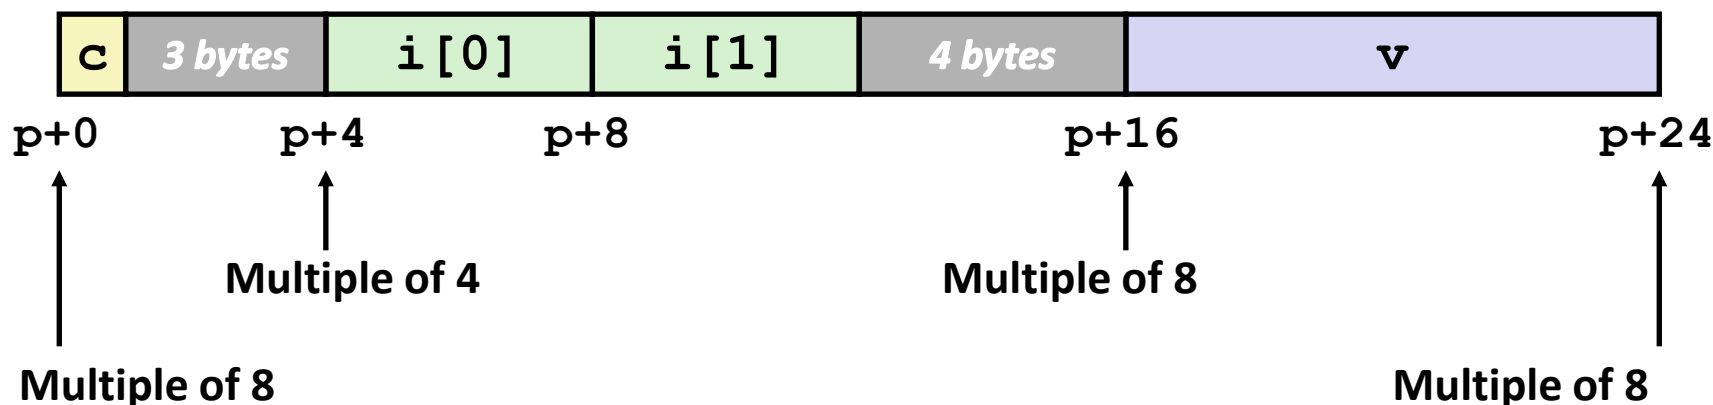 c 3 bytes i[0] i[1] 4 bytes v
p+0 p+4 p+8 p+16 p+24
Multiple of 4 Multiple of 8
Multiple of 8 Multiple of 8